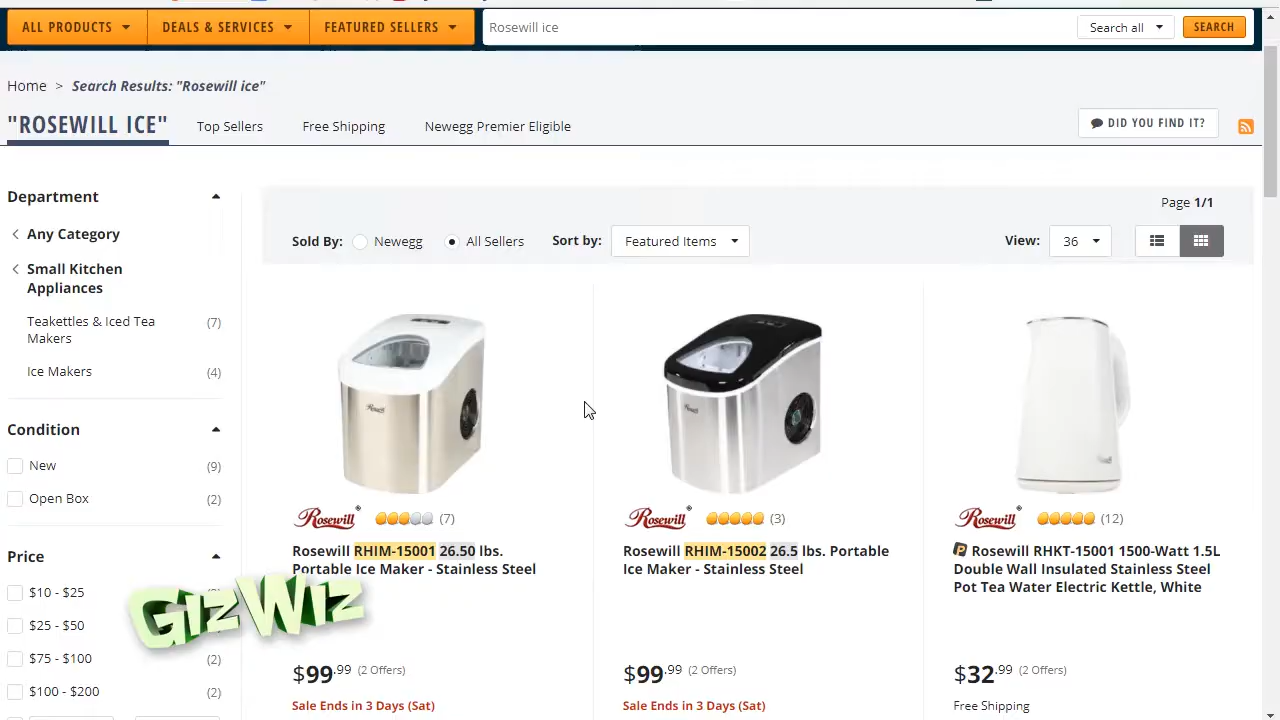 ALL PRODUCTS
DEALS & SERVICES
FEATURED SELLERS
Rosewill ice
Search all
SEARCH
Home > Search Results: "Rosewill ice"
"ROSEWILL ICE"
Top Sellers
Free Shipping
Newegg Premier Eligible
DID YOU FIND IT?
Department
Any Category
Small Kitchen
Appliances
Teakettles & Iced Tea
Makers
(7)
Ice Makers
(4)
Condition
New
(9)
Open Box
(2)
Price
$10 - $25
$25 - $50
$75 - $100
(2)
$100 - $200
(2)
GizWiz
Page 1/1
Sold By:
Newegg
All Sellers
Sort by:
Featured Items
View:
36
Rosewill
Rosewill (7)
Rosewill RHIM-15001 26.50 lbs.
Portable Ice Maker - Stainless Steel
$99.99 (2 Offers)
Sale Ends in 3 Days (Sat)
Rosewill
Rosewill (3)
Rosewill RHIM-15002 26.5 lbs. Portable
Ice Maker - Stainless Steel
$99.99 (2 Offers)
Sale Ends in 3 Days (Sat)
Rosewill (12)
Rosewill RHKT-15001 1500-Watt 1.5L
Double Wall Insulated Stainless Steel
Pot Tea Water Electric Kettle, White
$32.99 (2 Offers)
Free Shipping